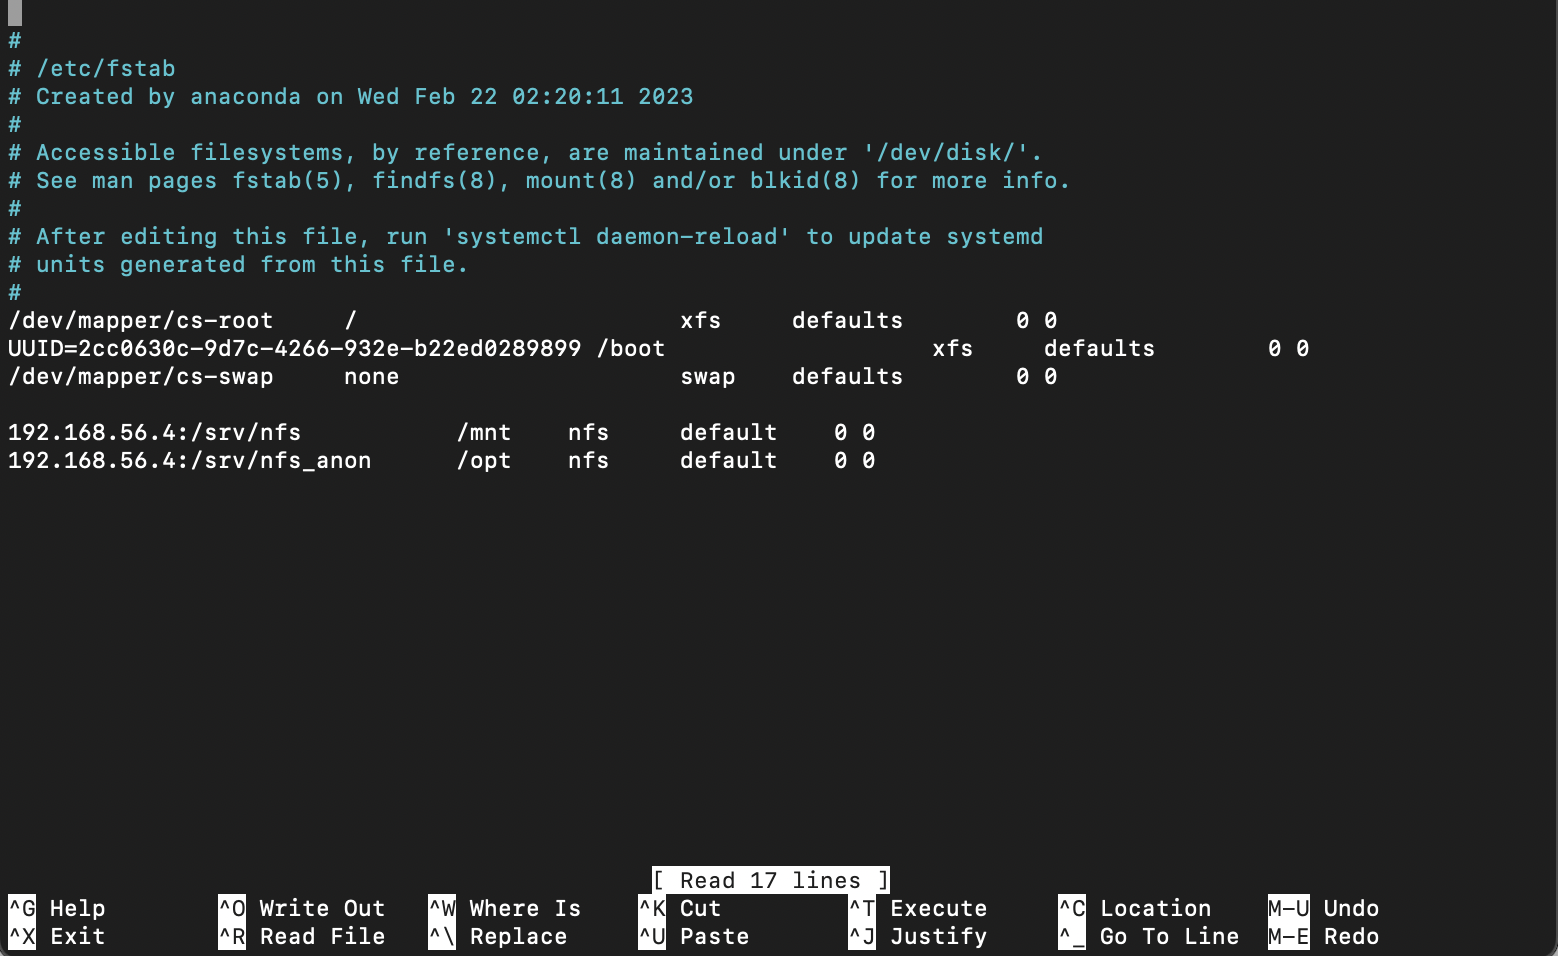 #
# /etc/fstab
# Created by anaconda on Wed Feb 22 02:20:11 2023
#
# Accessible filesystems, by reference, are maintained under '/dev/disk/'.
# See man pages fstab(5), findfs(8), mount(8) and/or blkid(8) for more info.
#
# After editing this file, run 'systemctl daemon-reload' to update systemd
# units generated from this file.
#
/dev/mapper/cs-root     /                       xfs     defaults        0 0
UUID=2cc0630c-9d7c-4266-932e-b22ed0289899 /boot                   xfs     defaults        0 0
/dev/mapper/cs-swap     none                    swap    defaults        0 0
192.168.56.4:/srv/nfs           /mnt    nfs     default    0 0
192.168.56.4:/srv/nfs_anon      /opt    nfs     default    0 0
[ Read 17 lines ]
^G Help        ^O Write Out   ^W Where Is    ^K Cut         ^T Execute     ^C Location    M-U Undo
^X Exit        ^R Read File   ^\ Replace     ^U Paste       ^J Justify     ^_ Go To Line  M-E Redo